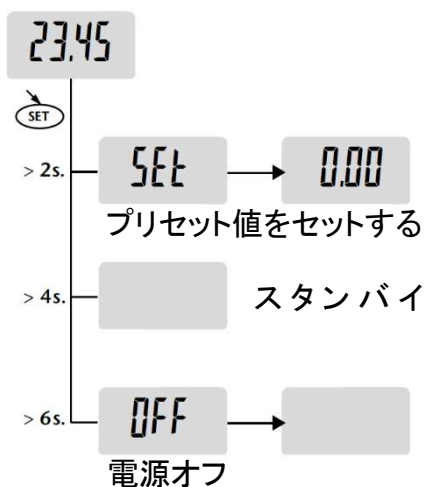 23.45
SET
> 2s.
SEt
0.00
プリセット値をセットする
> 4s.
スタンバイ
> 6s.
OFF
電源オフ